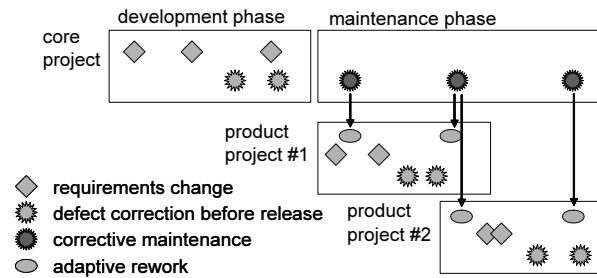 development phase
maintenance phase
core
project
product
project #1
product
project #2
requirements change
defect correction before release
corrective maintenance
adaptive rework